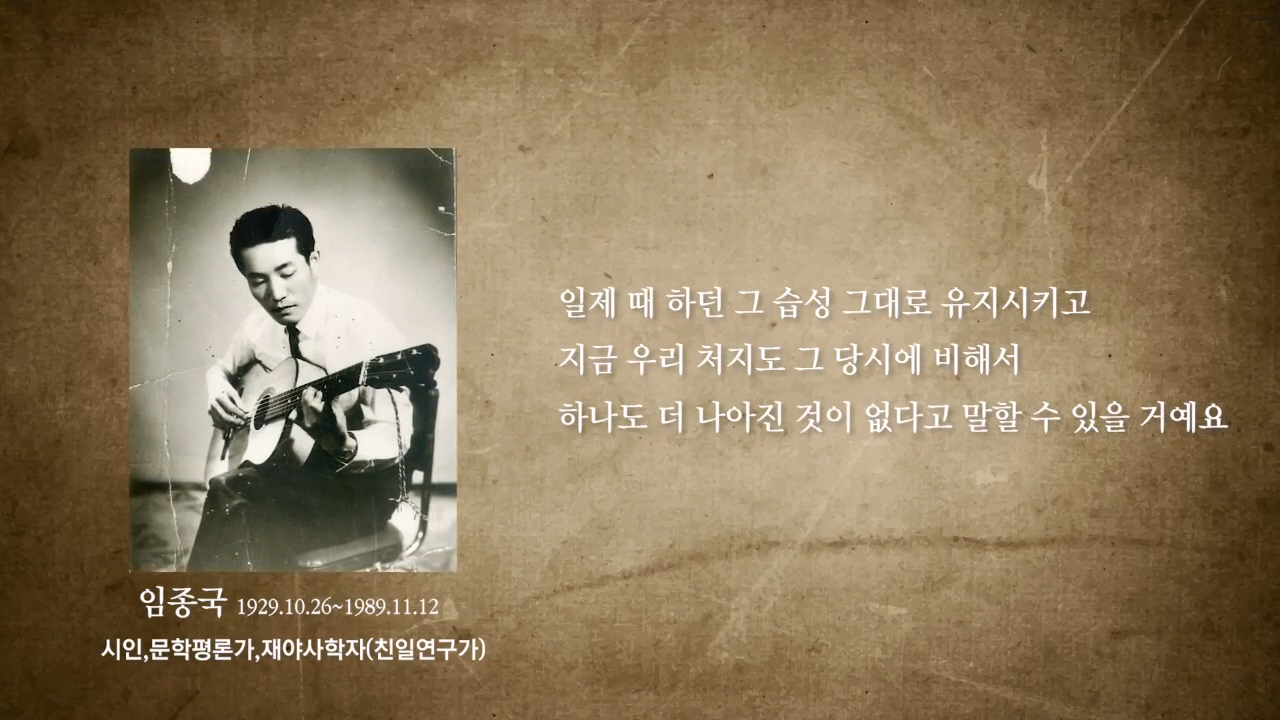 일제 때 하던 그 습성 그대로 유지시키고
지금 우리 처지도 그 당시에 비해서
하나도 더 나아진 것이 없다고 말할 수 있을 거예요
임종국 1929.10.26~1989.11.12
시인,문학평론가,재야사학자(친일연구가)